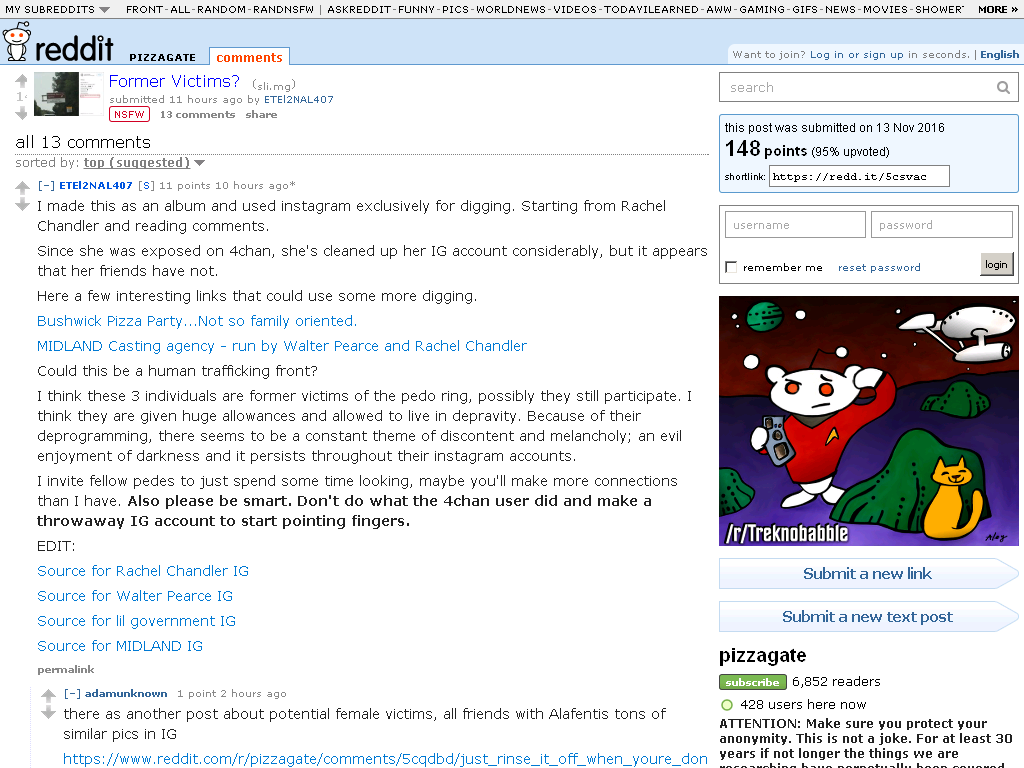 MY SUBREDDITS FRONT-ALL-RANDOM-RANDNSFW | ASKREDDIT-FUNNY-PICS-WORLDNEWS-VIDEOS-TODAYILEARNED-AWW-GAMING-GIFS-NEWS-MOVIES-SHOWERT MORE »
reddit PIZZAGATE comments
Want to join? Log in or sign up in seconds. | English
Former Victims? (sli.mg)
submitted 11 hours ago by ETEl2NAL407
NSFW 13 comments share
all 13 comments
sorted by: top (suggested)
[-] ETEl2NAL407 [S] 11 points 10 hours ago*
I made this as an album and used instagram exclusively for digging. Starting from Rachel
Chandler and reading comments.
Since she was exposed on 4chan, she's cleaned up her IG account considerably, but it appears
that her friends have not.
Here a few interesting links that could use some more digging.
Bushwick Pizza Party...Not so family oriented.
MIDLAND Casting agency - run by Walter Pearce and Rachel Chandler
Could this be a human trafficking front?
I think these 3 individuals are former victims of the pedo ring, possibly they still participate. I
think they are given huge allowances and allowed to live in depravity. Because of their
deprogramming, there seems to be a constant theme of discontent and melancholy; an evil
enjoyment of darkness and it persists throughout their instagram accounts.
I invite fellow pedes to just spend some time looking, maybe you'll make more connections
than I have. Also please be smart. Don't do what the 4chan user did and make a
throwaway IG account to start pointing fingers.
EDIT:
Source for Rachel Chandler IG
Source for Walter Pearce IG
Source for lil government IG
Source for MIDLAND IG
permalink
[-] adamunknown 1 point 2 hours ago
there as another post about potential female victims, all friends with Alafentis tons of
similar pics in IG
https://www.reddit.com/r/pizzagate/comments/5cqdbd/just_rinse_it_off_when_youre_don
search
this post was submitted on 13 Nov 2016
148 points (95% upvoted)
shortlink: https://redd.it/5csvac
username password
remember me reset password login
/r/Treknobabble
Submit a new link
Submit a new text post
pizzagate
subscribe 6,852 readers
428 users here now
ATTENTION: Make sure you protect your
anonymity. This is not a joke. For at least 30
years if not longer the things we are